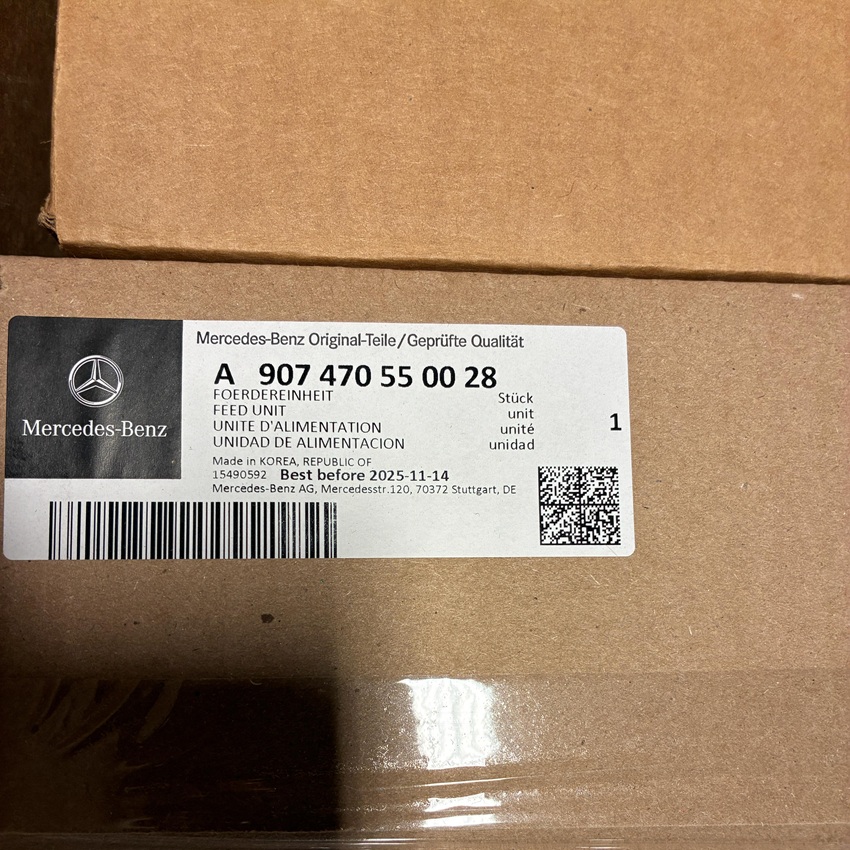 Mercedes-Benz
Mercedes-Benz Original-Teile/Geprüfte Qualität
A 907 470 55 00 28
FOERDEREINHEIT Stück
FEED UNIT unit
UNITE D'ALIMENTATION unité 1
UNIDAD DE ALIMENTACION unidad
Made in KOREA, REPUBLIC OF
15490592 Best before 2025-11-14
Mercedes-Benz AG, Mercedesstr.120, 70372 Stuttgart, DE